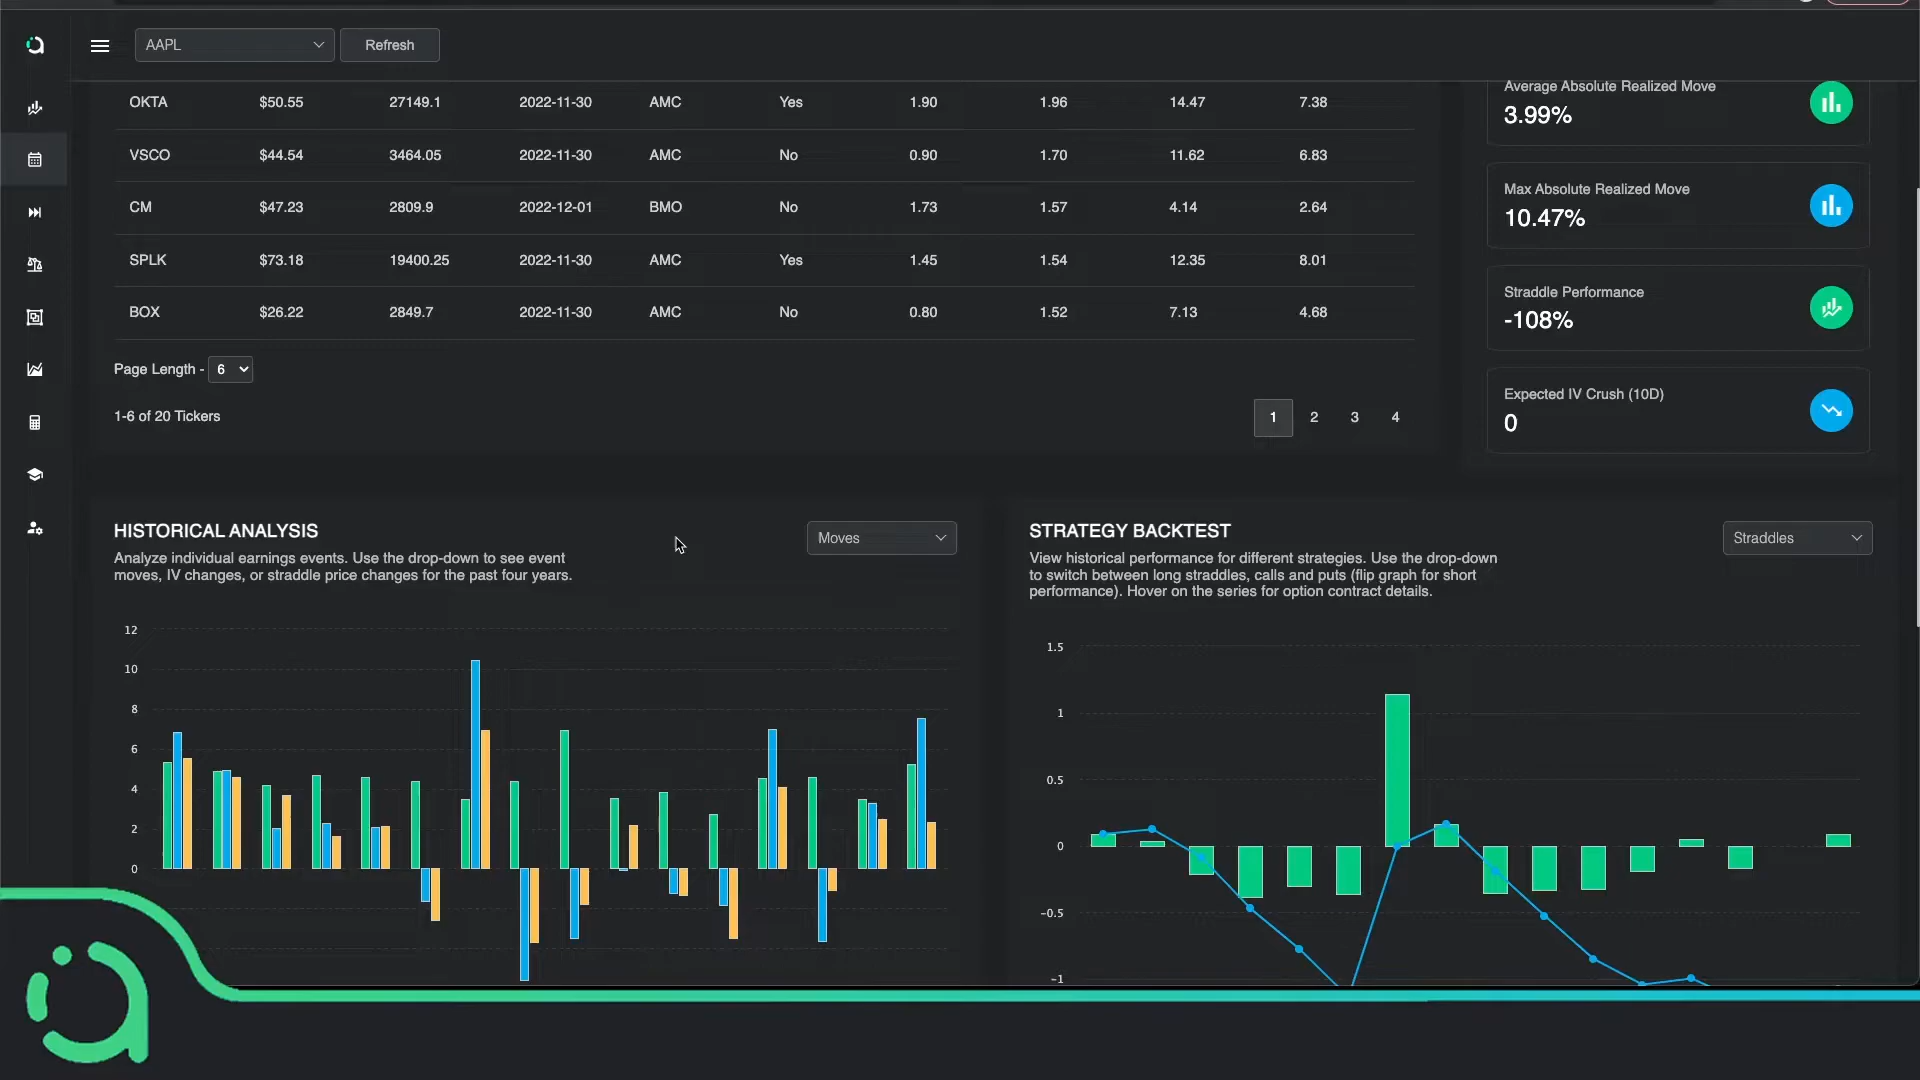 AAPL Refresh
OKTA $50.55 27149.1 2022-11-30 AMC Yes 1.90 1.96 14.47 7.38
VSCO $44.54 3464.05 2022-11-30 AMC No 0.90 1.70 11.62 6.83
CM $47.23 2809.9 2022-12-01 BMO No 1.73 1.57 4.14 2.64
SPLK $73.18 19400.25 2022-11-30 AMC Yes 1.45 1.54 12.35 8.01
BOX $26.22 2849.7 2022-11-30 AMC No 0.80 1.52 7.13 4.68
Page Length - 6
1-6 of 20 Tickers
1 2 3 4
Average Absolute Realized Move
3.99%
Max Absolute Realized Move
10.47%
Straddle Performance
-108%
Expected IV Crush (10D)
0
HISTORICAL ANALYSIS
Moves
Analyze individual earnings events. Use the drop-down to see event
moves, IV changes, or straddle price changes for the past four years.
12
10
8
6
4
2
0
STRATEGY BACKTEST
Straddles
View historical performance for different strategies. Use the drop-down
to switch between long straddles, calls and puts (flip graph for short
performance). Hover on the series for option contract details.
1.5
1
0.5
0
-0.5
-1